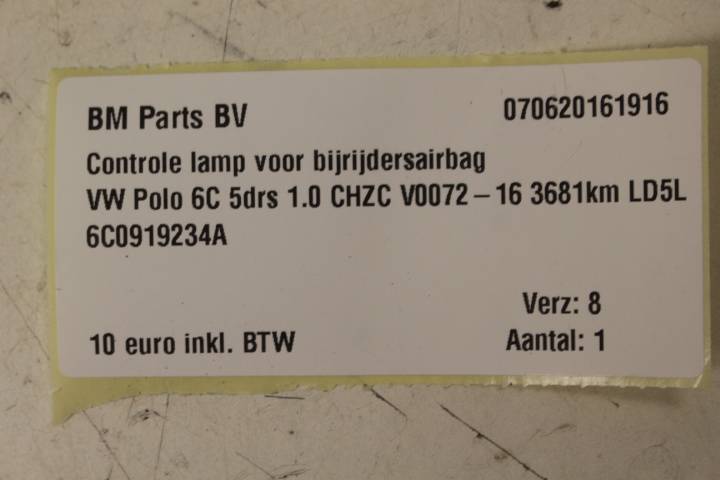 BM Parts BV 070620161916
Controle lamp voor bijrijdersairbag
VW Polo 6C 5drs 1.0 CHZC V0072 – 16 3681km LD5L
6C0919234A
Verz: 8
10 euro inkl. BTW Aantal: 1